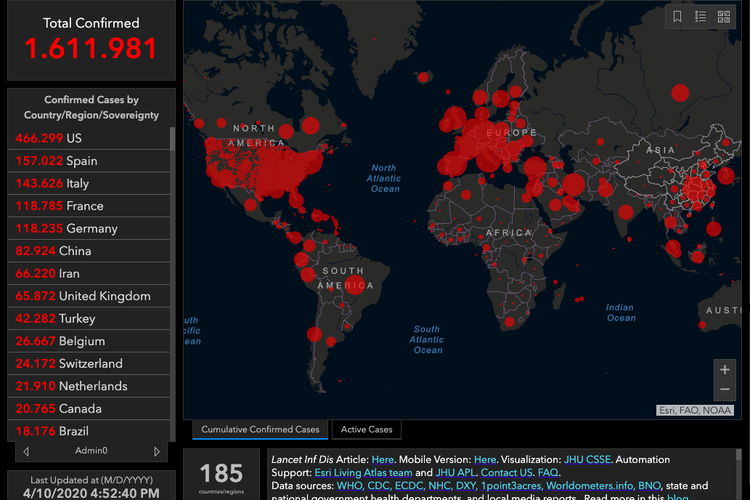 Total Confirmed
1.611.981
Confirmed Cases by
Country/Region/Sovereignty
466.299 US
157.022 Spain
143.626 Italy
118.785 France
118.235 Germany
82.924 China
66.220 Iran
65.872 United Kingdom
42.282 Turkey
26.667 Belgium
24.172 Switzerland
21.910 Netherlands
20.765 Canada
18.176 Brazil
Admin0
Last Updated at (M/D/YYYY)
4/10/2020 4:52:40 PM
NORTH
AMERICA
EUROPE
ASIA
North
Atlantic
Ocean
AFRICA
SOUTH
AMERICA
Indian
Ocean
AUST
uth
cific
ean
South
Atlantic
Ocean
+
−
Esri, FAO, NOAA
Cumulative Confirmed Cases
Active Cases
185
countries/regions
Lancet Inf Dis Article: Here. Mobile Version: Here. Visualization: JHU CSSE. Automation
Support: Esri Living Atlas team and JHU APL. Contact US. FAQ.
Data sources: WHO, CDC, ECDC, NHC, DXY, 1point3acres, Worldometers.info, BNO, state and
national government health departments, and local media reports. Read more in this blog.